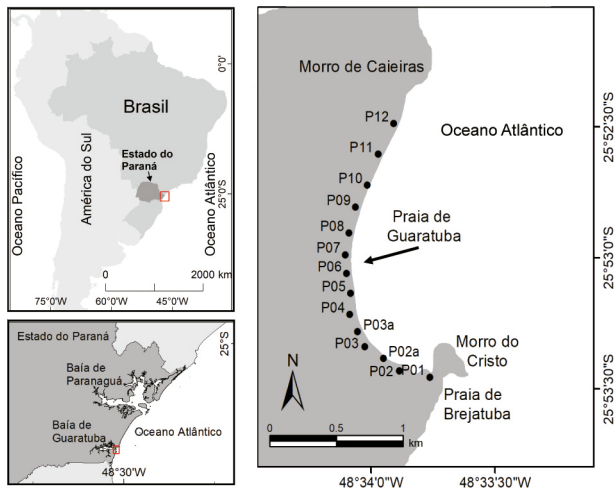 0°0'
Brasil
Estado do
Paraná
Oceano Pacífico
América do Sul
Oceano Atlântico
25°0'S
0 2000 km
75°0'W 60°0'W 45°0'W
Estado do Paraná
25°S
Baía de
Paranaguá
Baía de
Guaratuba
Oceano Atlântico
48°30'W
Morro de Caieiras
P12
Oceano Atlântico
25°52'30"S
P11
P10
P09
Praia de
Guaratuba
P08
P07
25°53'0"S
P06
P05
P04
P03a
P03
P02a
P02
P01
Morro do
Cristo
25°53'30"S
Praia de
Brejatuba
N
0 0.5 1
km
48°34'0"W 48°33'30"W